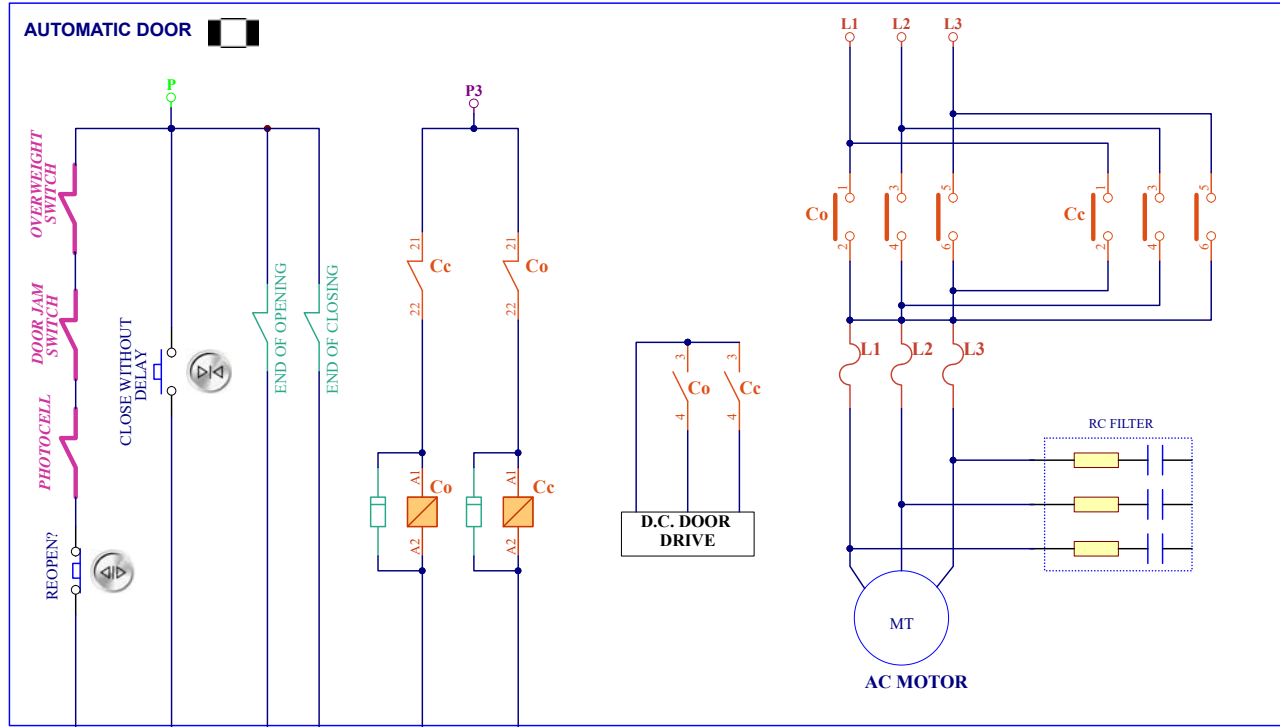 AUTOMATIC DOOR
P
P3
L1
L2
L3
OVERWEIGHT
SWITCH
DOOR JAM
SWITCH
PHOTOCELL
REOPEN?
CLOSE WITHOUT
DELAY
END OF OPENING
END OF CLOSING
21
Cc
22
21
Co
22
A1
Co
A2
A1
Cc
A2
3
Co
4
3
Cc
4
D.C. DOOR
DRIVE
1
3
5
Co
2
4
6
1
3
5
Cc
2
4
6
L1
L2
L3
RC FILTER
MT
AC MOTOR